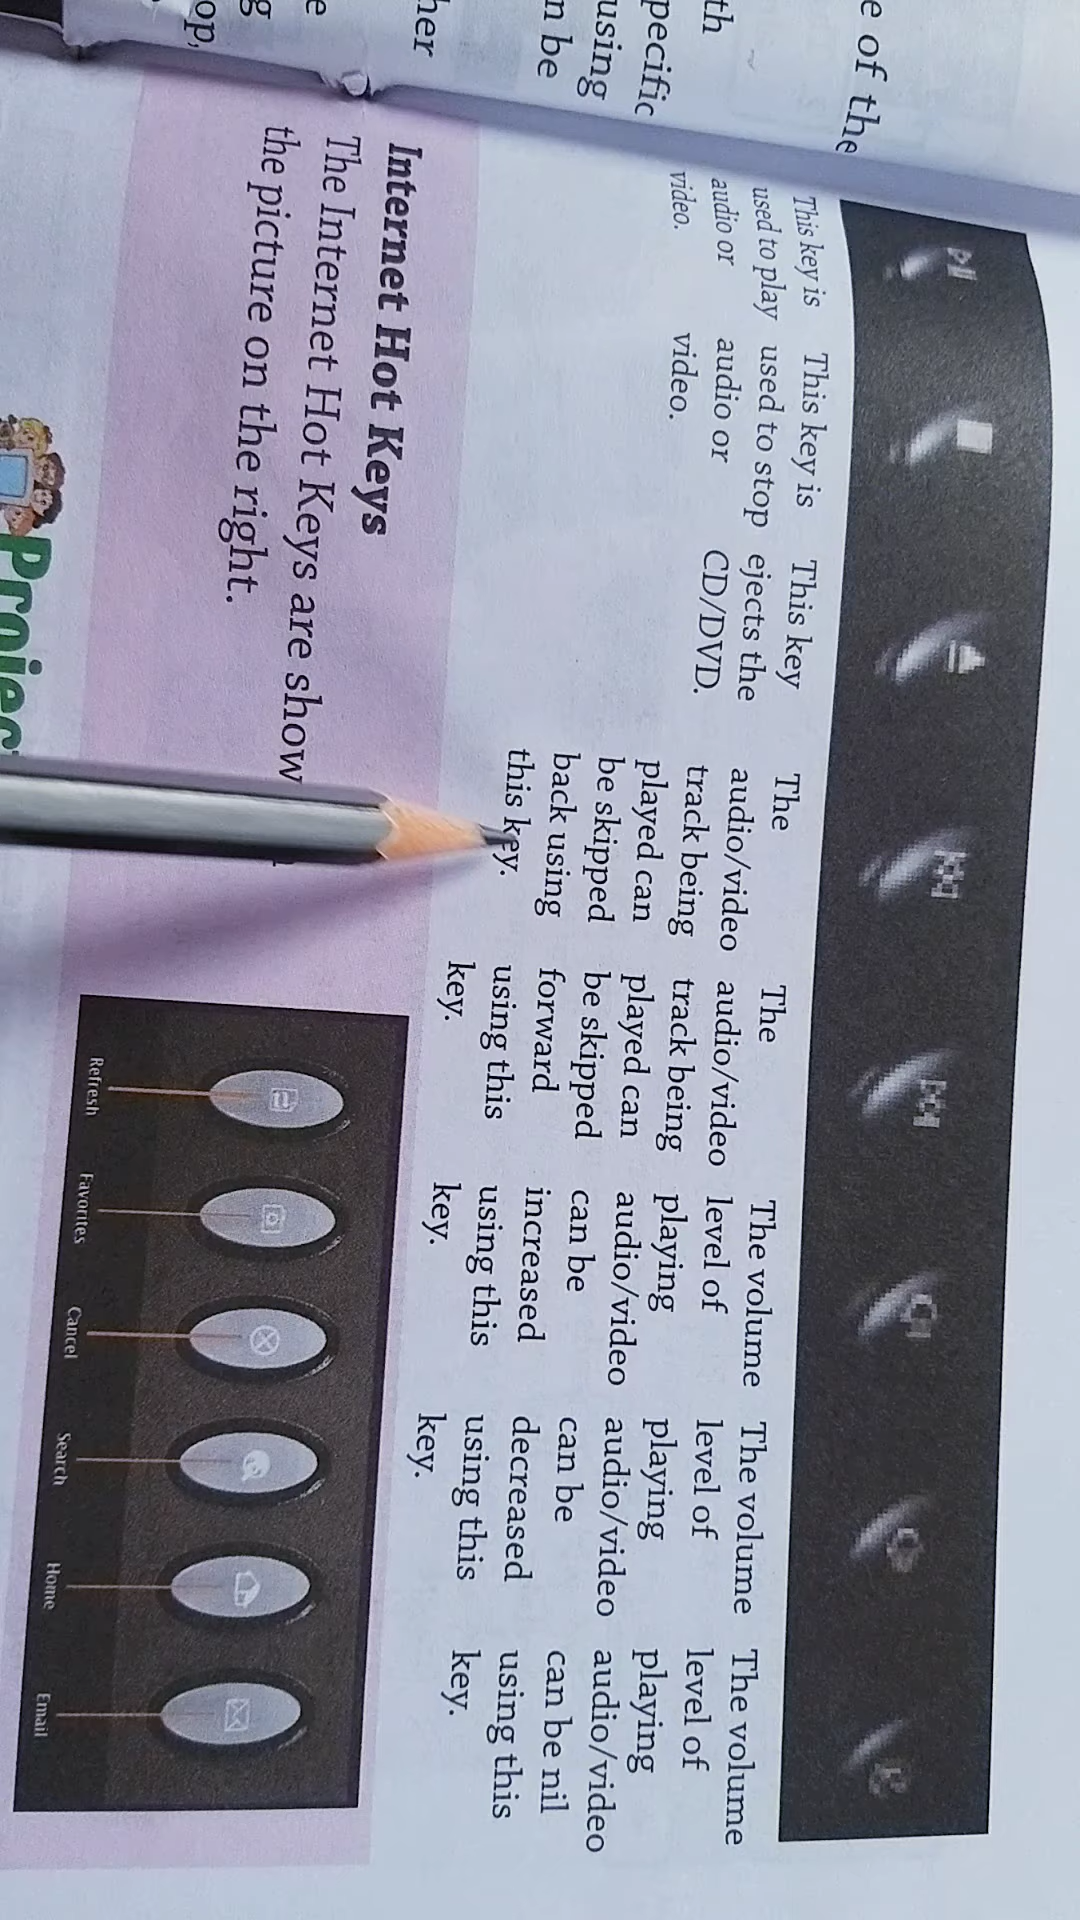 e of the
th
pecific
using
n be
her
e
g
op,
This key is
used to play
audio or
video.
This key is
used to stop
audio or
video.
This key
ejects the
CD/DVD.
The
audio/video
track being
played can
be skipped
back using
this key.
The
audio/video
track being
played can
be skipped
forward
using this
key.
The volume
level of
playing
audio/video
can be
increased
using this
key.
The volume
level of
playing
audio/video
can be
decreased
using this
key.
The volume
level of
playing
audio/video
can be nil
using this
key.
Internet Hot Keys
The Internet Hot Keys are show
the picture on the right.
Refresh
Favorites
Cancel
Search
Home
Email
Projec